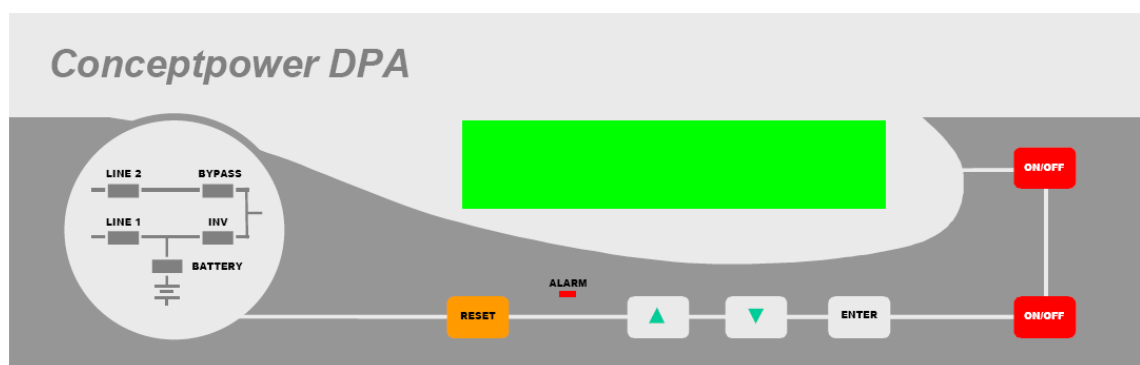 Conceptpower DPA
LINE 2 BYPASS
LINE 1 INV
BATTERY
ALARM
RESET
ENTER
ON/OFF
ON/OFF